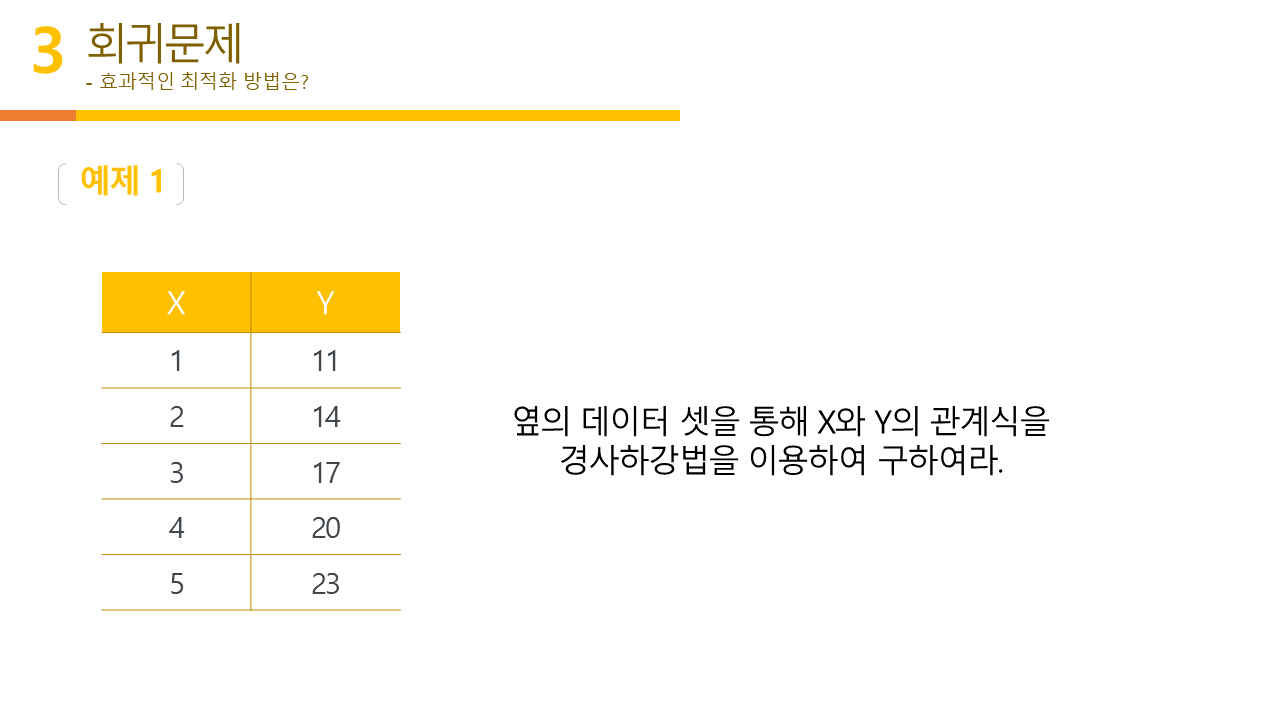 3 회귀문제
- 효과적인 최적화 방법은?
예제 1
X Y
1 11
2 14
3 17
4 20
5 23
옆의 데이터 셋을 통해 X와 Y의 관계식을
경사하강법을 이용하여 구하여라.